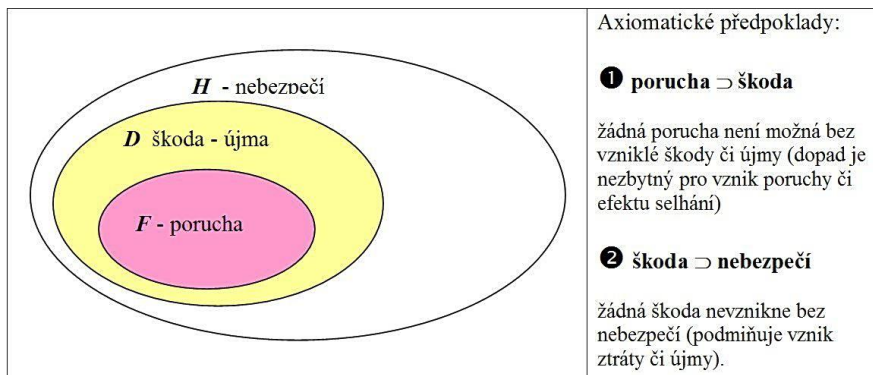 H - nebezpečí
D škoda - újma
F - porucha
Axiomatické předpoklady:
❶ porucha ⊃ škoda
žádná porucha není možná bez
vzniklé škody či újmy (dopad je
nezbytný pro vznik poruchy či
efektu selhání)
❷ škoda ⊃ nebezpečí
žádná škoda nevznikne bez
nebezpečí (podmiňuje vznik
ztráty či újmy).